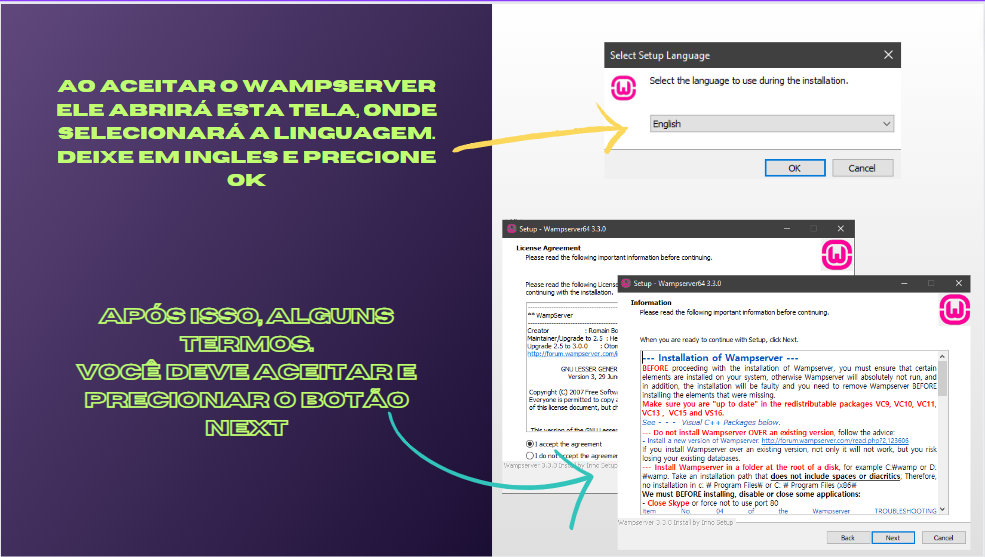 AO ACEITAR O WAMPSERVER
ELE ABRIRÁ ESTA TELA, ONDE
SELECIONARÁ A LINGUAGEM.
DEIXE EM INGLES E PRECIONE
OK
APÓS ISSO, ALGUNS
TERMOS.
VOCÊ DEVE ACEITAR E
PRECIONAR O BOTÃO
NEXT
Select Setup Language
Select the language to use during the installation.
English
OK
Cancel
Setup - Wampserver64 3.3.0
License Agreement
Please read the following important information before continuing.
Please read the following License
continuing with the installation.
** WampServer
Creator : Romain Bo
Maintainer/Upgrade to 2.5 : He
Upgrade 2.5 to 3.0.0 : Otom
http://forum.wampserver.com/
GNU LESSER GENER
Version 3, 29 June
Copyright (C) 2007 Free Softw
Everyone is permitted to copy a
of this license document, but ch
This version of the GNU Lesser
I accept the agreement
I do not accept the agreement
Wampserver 3.3.0 Install by Inno Setup
Setup - Wampserver64 3.3.0
Information
Please read the following important information before continuing.
When you are ready to continue with Setup, click Next.
--- Installation of Wampserver ---
BEFORE proceeding with the installation of Wampserver, you must ensure that certain
elements are installed on your system, otherwise Wampserver will absolutely not run, and
in addition, the installation will be faulty and you need to remove Wampserver BEFORE
installing the elements that were missing.
Make sure you are "up to date" in the redistributable packages VC9, VC10, VC11,
VC13 , VC15 and VS16.
See - - - Visual C++ Packages below.
--- Do not install Wampserver OVER an existing version, follow the advice:
- Install a new version of Wampserver: http://forum.wampserver.com/read.php?2,123606
If you install Wampserver over an existing version, not only it will not work, but you risk
losing your existing databases.
--- Install Wampserver in a folder at the root of a disk, for example C:₩wamp or D:
₩wamp. Take an installation path that does not include spaces or diacritics; Therefore,
no installation in c: ₩ Program Files₩ or C: ₩ Program Files (x86₩
We must BEFORE installing, disable or close some applications:
- Close Skype or force not to use port 80
Item No. 04 of the Wampserver TROUBLESHOOTING
Wampserver 3.3.0 Install by Inno Setup
Back
Next
Cancel